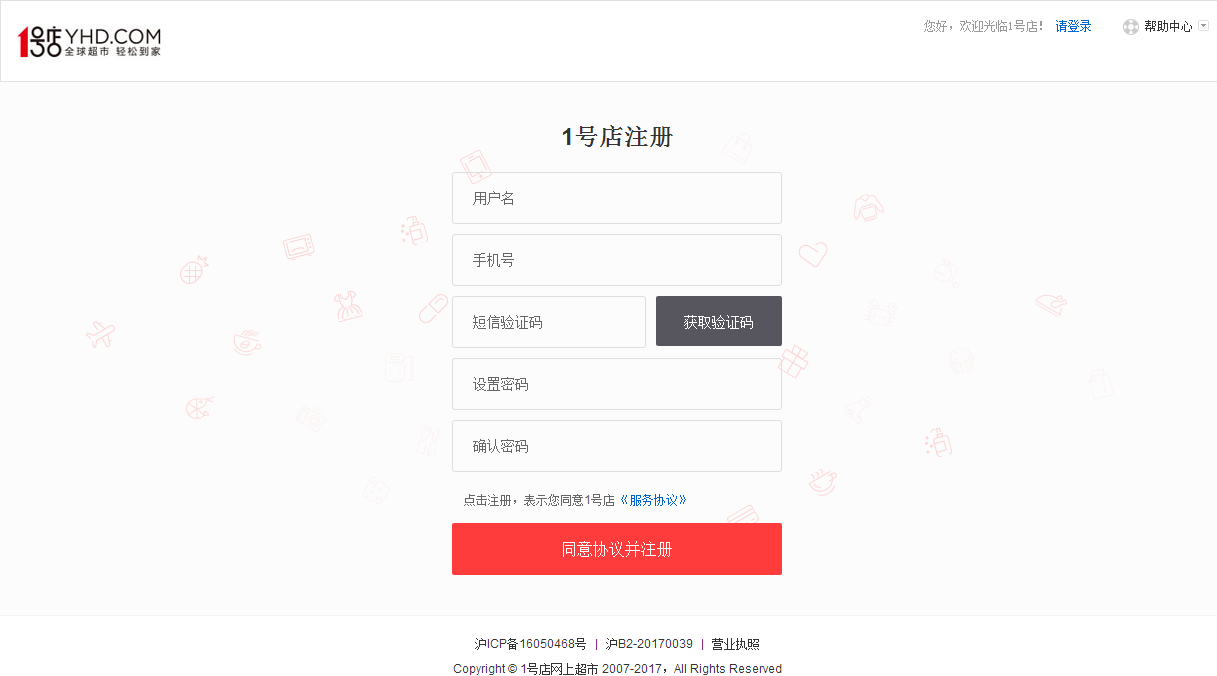 1号店 YHD.COM
全球超市 轻松到家
您好，欢迎光临1号店！ 请登录 帮助中心
1号店注册
用户名
手机号
短信验证码 获取验证码
设置密码
确认密码
点击注册，表示您同意1号店《服务协议》
同意协议并注册
沪ICP备16050468号 | 沪B2-20170039 | 营业执照
Copyright © 1号店网上超市 2007-2017，All Rights Reserved